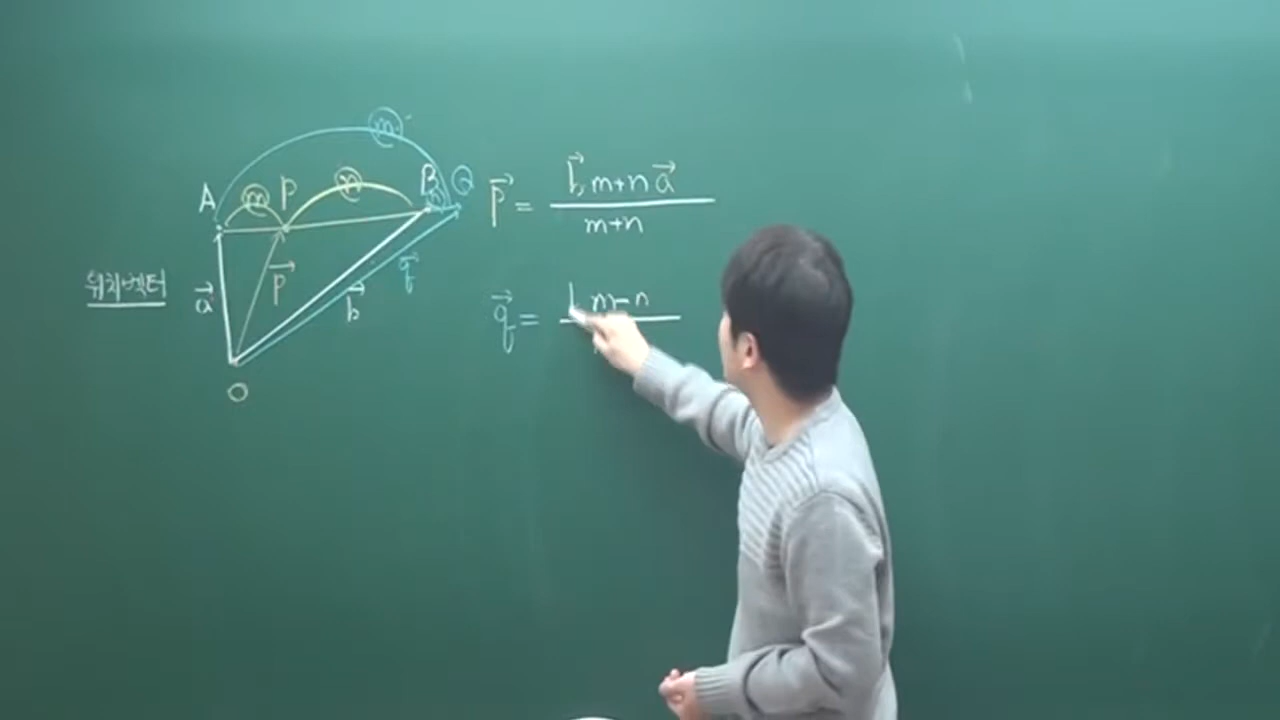 위치벡터
A m P n B n Q
m
a⃗ p⃗ b⃗ q⃗
O
p⃗ = (b⃗m+na⃗)/(m+n)
q⃗ = m-n